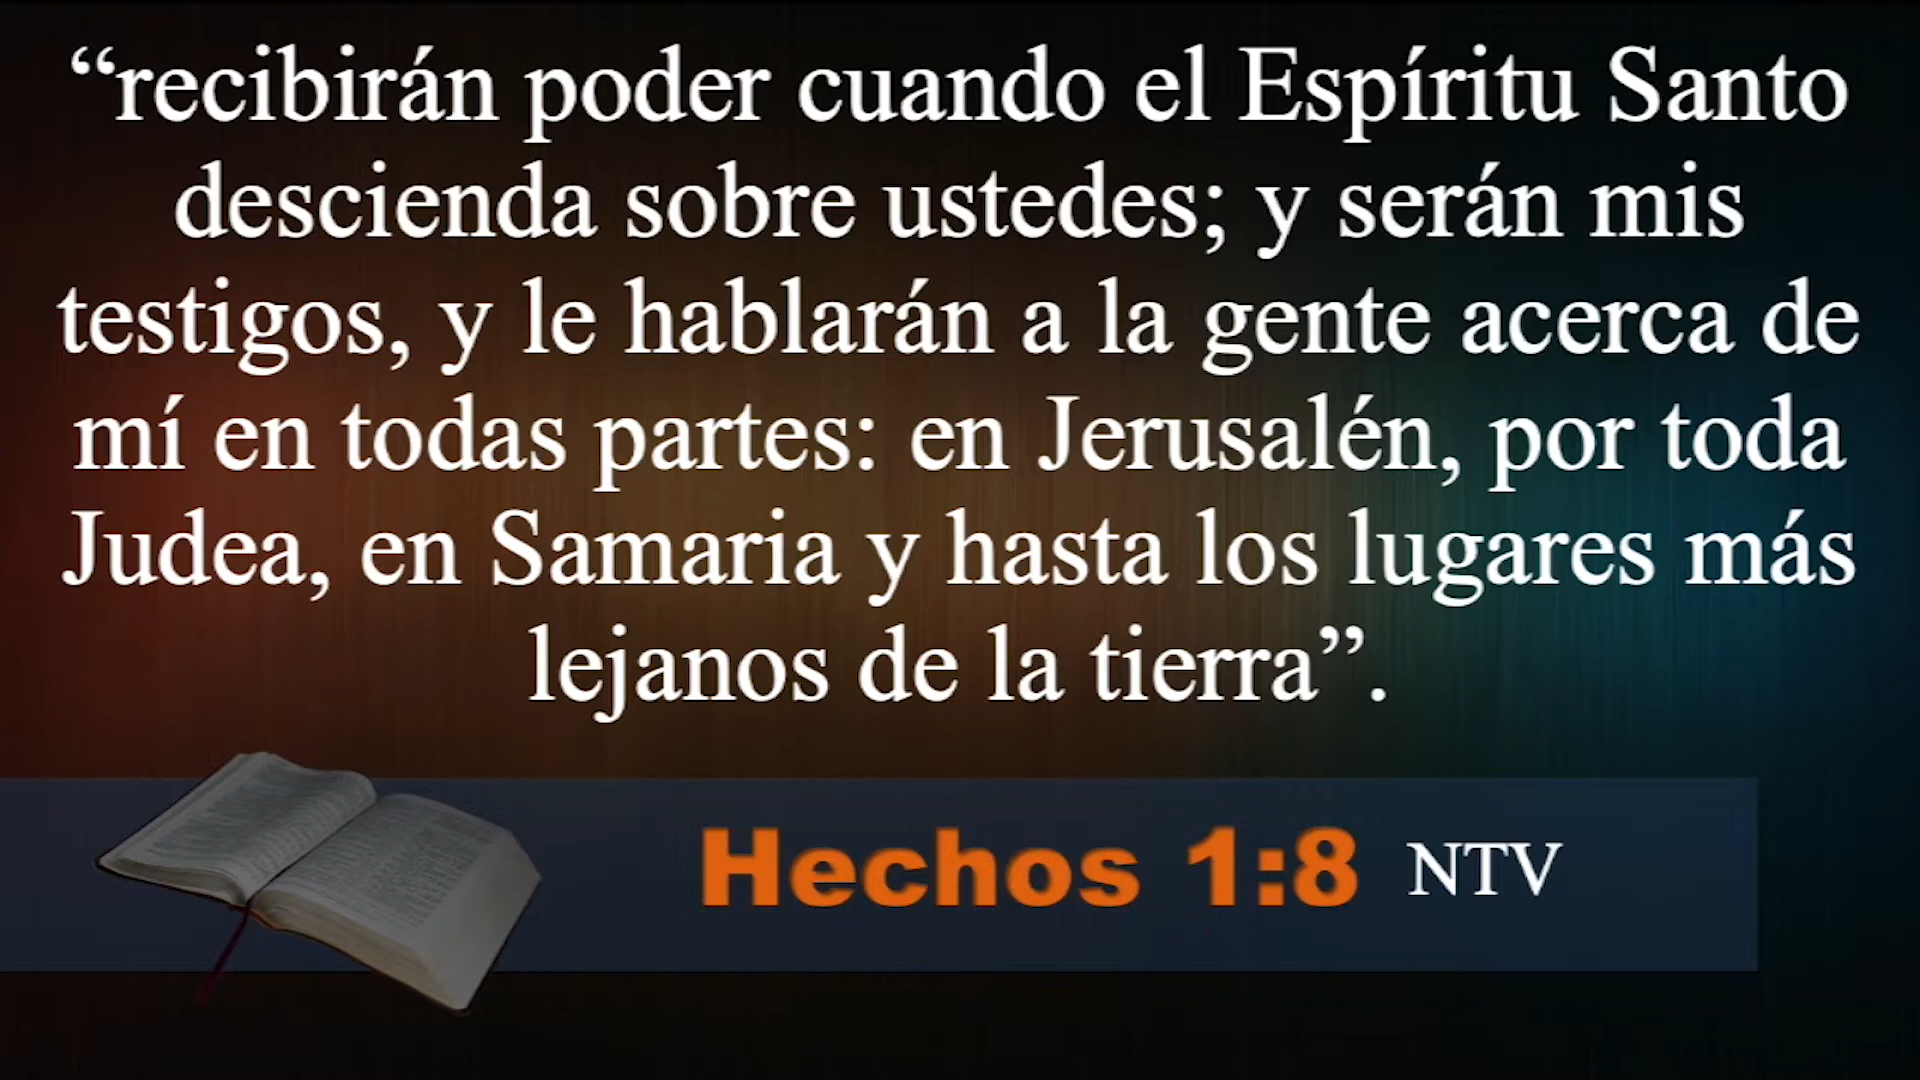 “recibirán poder cuando el Espíritu Santo
descienda sobre ustedes; y serán mis
testigos, y le hablarán a la gente acerca de
mí en todas partes: en Jerusalén, por toda
Judea, en Samaria y hasta los lugares más
lejanos de la tierra”.
Hechos 1:8 NTV